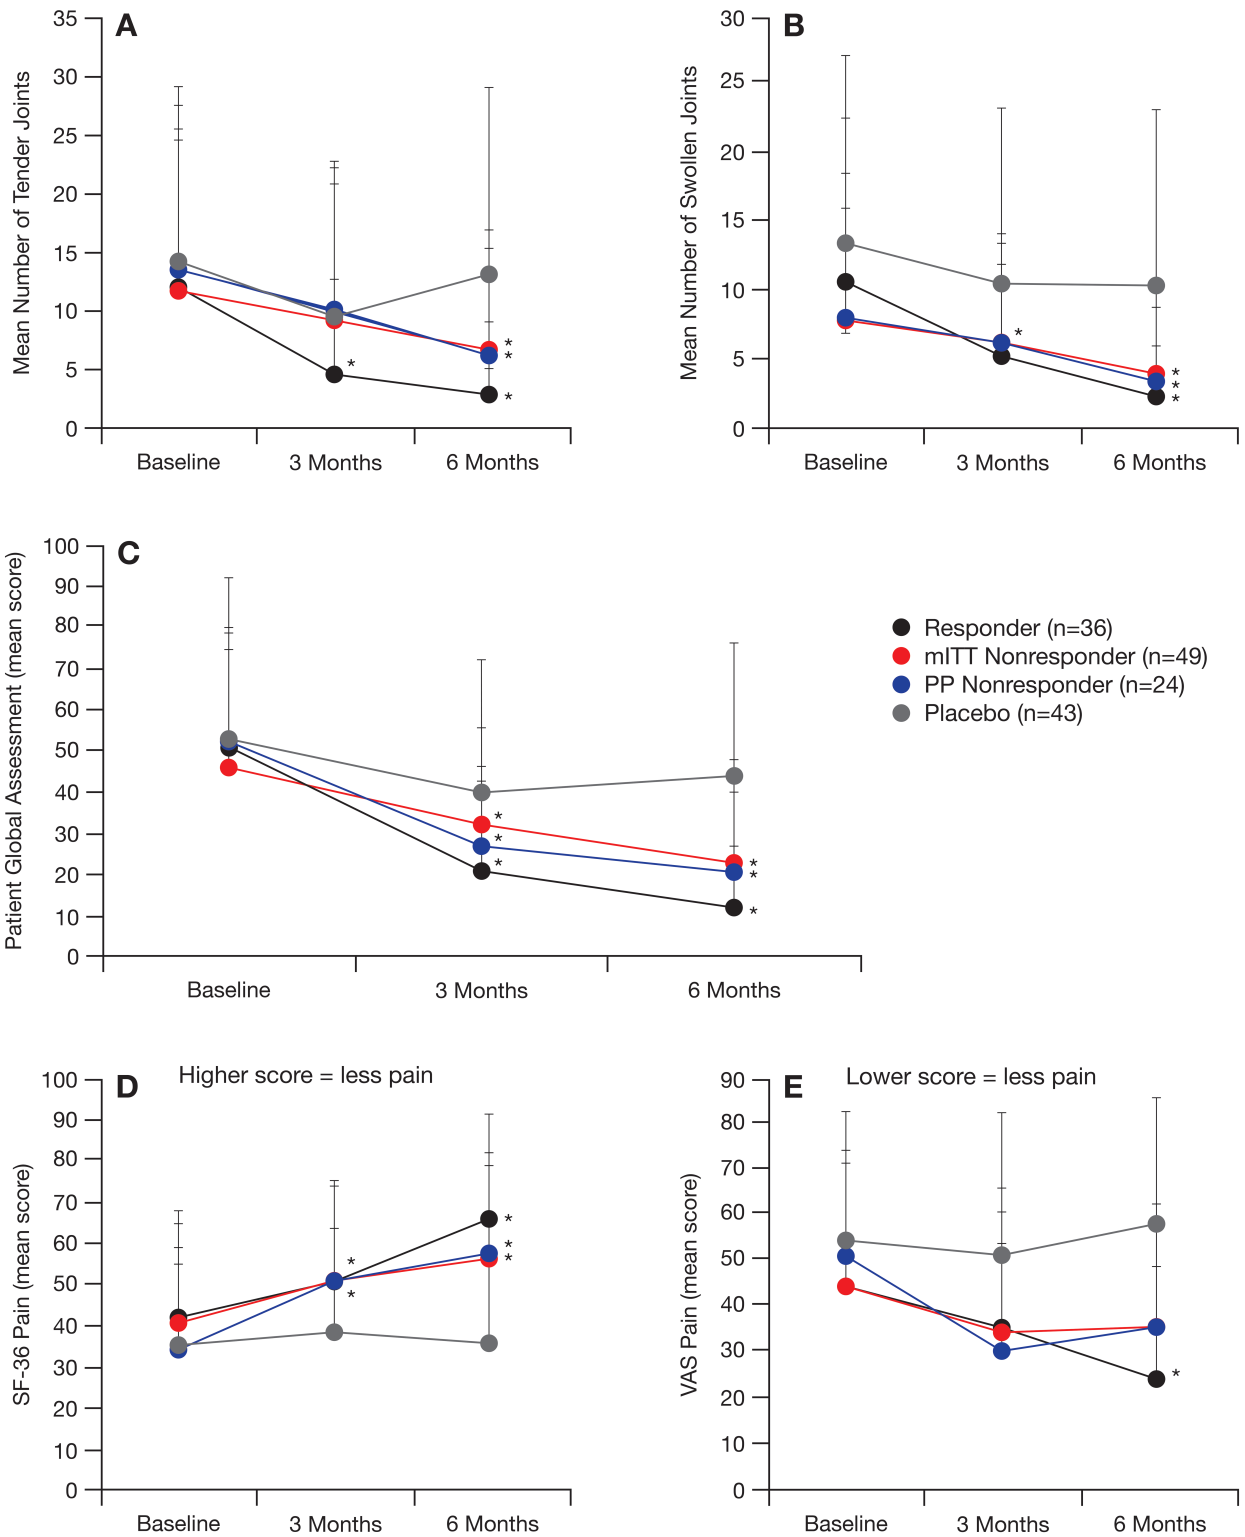 A
Mean Number of Tender Joints
35
30
25
20
15
10
5
0
*
*
*
*
Baseline
3 Months
6 Months
B
Mean Number of Swollen Joints
30
25
20
15
10
5
0
*
*
*
*
Baseline
3 Months
6 Months
C
Patient Global Assessment (mean score)
100
90
80
70
60
50
40
30
20
10
0
*
*
*
*
*
*
Baseline
3 Months
6 Months
Responder (n=36)
mITT Nonresponder (n=49)
PP Nonresponder (n=24)
Placebo (n=43)
D
Higher score = less pain
SF-36 Pain (mean score)
100
90
80
70
60
50
40
30
20
10
0
*
*
*
*
*
Baseline
3 Months
6 Months
E
Lower score = less pain
VAS Pain (mean score)
90
80
70
60
50
40
30
20
10
0
*
Baseline
3 Months
6 Months